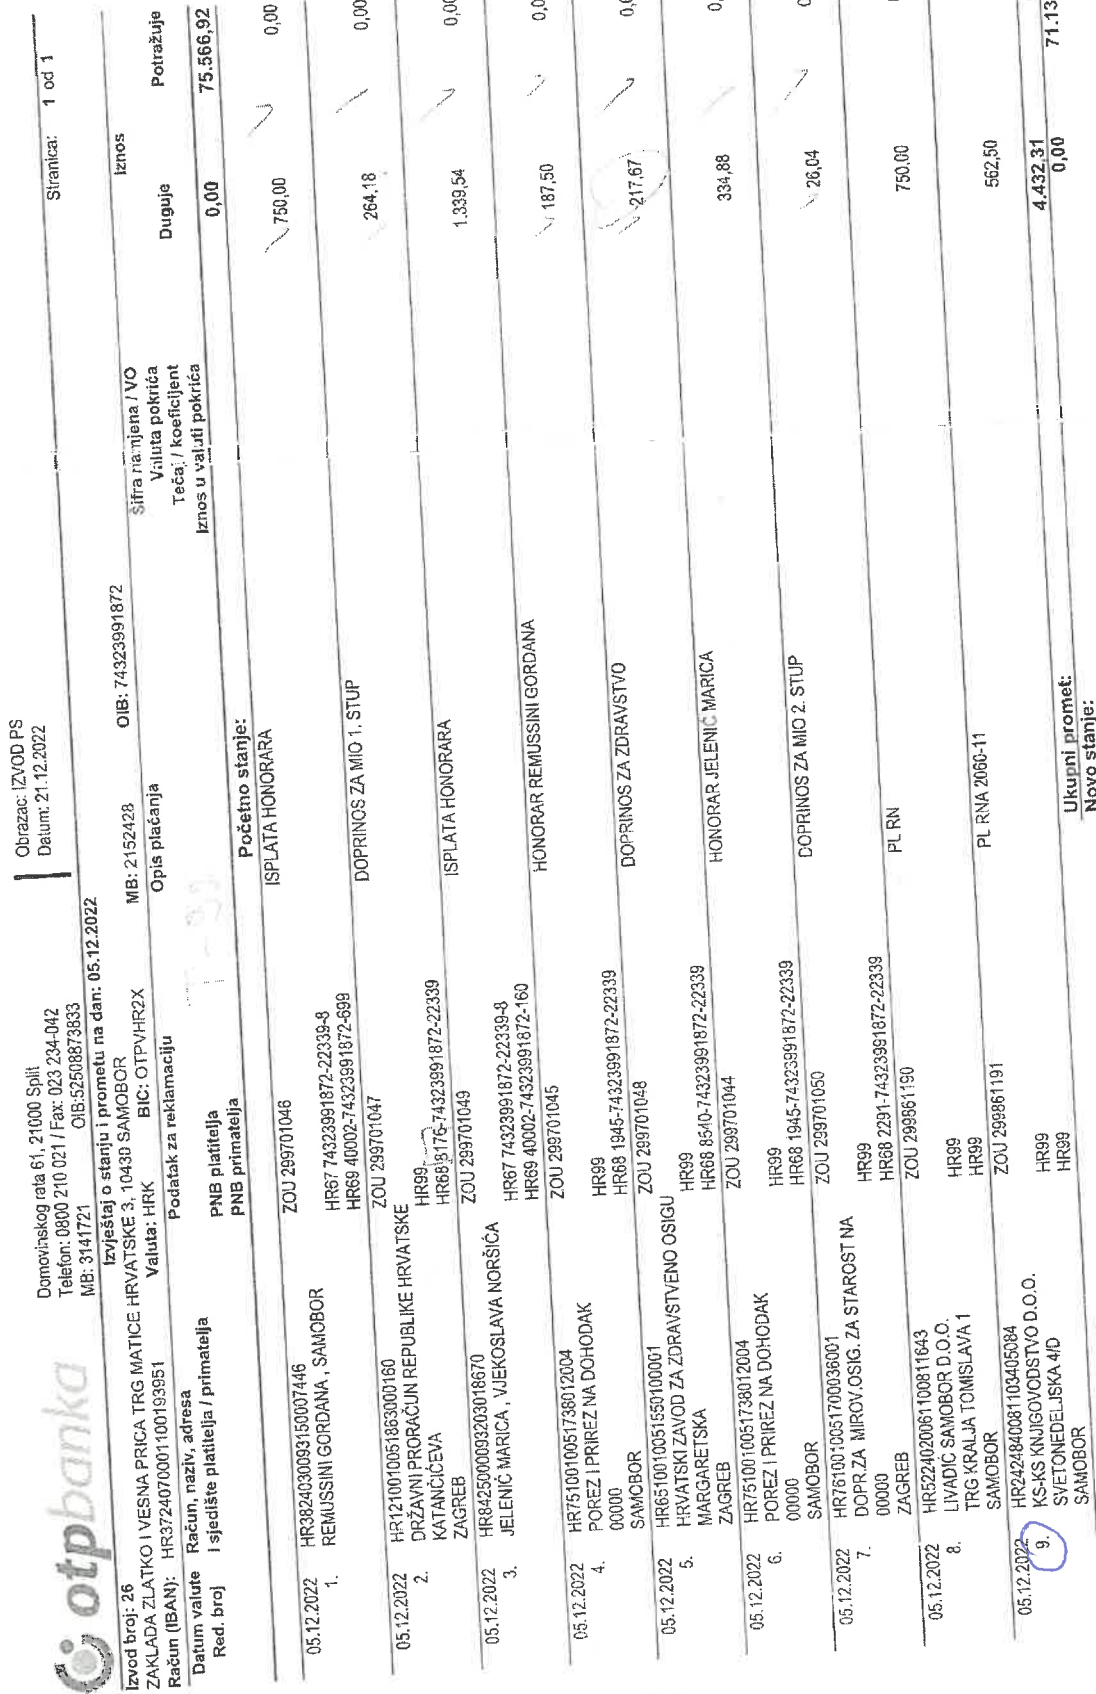 otpbanka
Domovinskog rata 61, 21000 Split
Telefon: 0800 210 021 / Fax: 023 234-042
MB: 3141721 OIB:52508873833
Obrazac: IZVOD PS
Datum: 21.12.2022
Stranica: 1 od 1
Izvještaj o stanju i prometu na dan: 05.12.2022
Izvod broj: 26
ZAKLADA ZLATKO I VESNA PRICA TRG MATICE HRVATSKE 3, 10430 SAMOBOR
MB: 2152428 OIB: 74323991872
Račun (IBAN): HR3724070001100193951 Valuta: HRK BIC: OTPVHR2X
Datum valute Račun, naziv, adresa Podatak za reklamaciju Opis plaćanja Šifra namjena / VO Iznos
Red. broj i sjedište platitelja / primatelja PNB platitelja Valuta pokrića Duguje Potražuje
PNB primatelja Tečaj / koeficijent
Iznos u valuti pokrića
Početno stanje: 0,00 75.566,92
05.12.2022 HR3824030093150007446 ZOU 299701046 ISPLATA HONORARA 750,00 0,00
1. REMUSSINI GORDANA , SAMOBOR HR67 74323991872-22339-8
HR69 40002-74323991872-699
05.12.2022 HR1210010051863000160 ZOU 299701047 DOPRINOS ZA MIO 1. STUP 264,18 0,00
2. DRŽAVNI PRORAČUN REPUBLIKE HRVATSKE HR99
KATANČIĆEVA HR68 8176-74323991872-22339
ZAGREB
05.12.2022 HR8425000093203018670 ZOU 299701049 ISPLATA HONORARA 1.339,54 0,00
3. JELENIĆ MARICA , VJEKOSLAVA NORŠIĆA HR67 74323991872-22339-8
HR69 40002-74323991872-160
05.12.2022 HR7510010051738012004 ZOU 299701045 HONORAR REMUSSINI GORDANA 187,50 0,0
4. POREZ I PRIREZ NA DOHODAK HR99
00000 HR68 1945-74323991872-22339
SAMOBOR
05.12.2022 HR6510010051550100001 ZOU 299701048 DOPRINOS ZA ZDRAVSTVO 217,67 0,
5. HRVATSKI ZAVOD ZA ZDRAVSTVENO OSIGU HR99
MARGARETSKA HR68 8540-74323991872-22339
ZAGREB
05.12.2022 HR7510010051738012004 ZOU 299701044 HONORAR JELENIĆ MARICA 334,88 0,
6. POREZ I PRIREZ NA DOHODAK HR99
00000 HR68 1945-74323991872-22339
SAMOBOR
05.12.2022 HR7610010051700036001 ZOU 299701050 DOPRINOS ZA MIO 2. STUP 26,04
7. DOPR.ZA MIROV.OSIG. ZA STAROST NA HR99
00000 HR68 2291-74323991872-22339
ZAGREB
05.12.2022 HR5224020061100811643 ZOU 299861190 PL RN 750,00
8. LIVADIĆ SAMOBOR D.O.O. HR99
TRG KRALJA TOMISLAVA 1 HR99
SAMOBOR
05.12.2022 HR2424840081103405084 ZOU 299861191 PL RNA 2060-11 562,50
9. KS-KS KNJIGOVODSTVO D.O.O. HR99
SVETONEDELJSKA 4/D HR99
SAMOBOR
Ukupni promet: 4.432,31
Novo stanje: 0,00 71.13